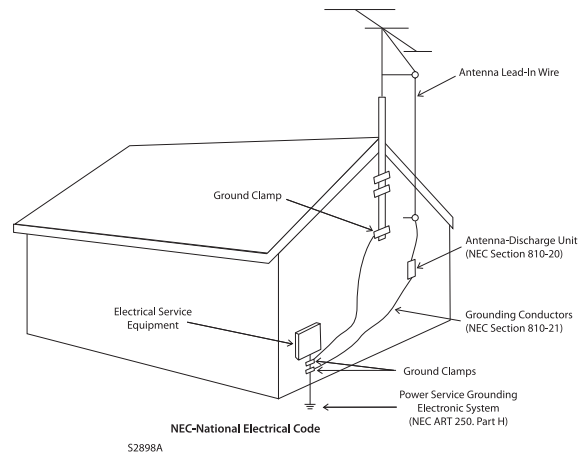 Antenna Lead-In Wire
Ground Clamp
Antenna-Discharge Unit
(NEC Section 810-20)
Electrical Service
Equipment
Grounding Conductors
(NEC Section 810-21)
Ground Clamps
Power Service Grounding
Electronic System
(NEC ART 250. Part H)
NEC-National Electrical Code
S2898A